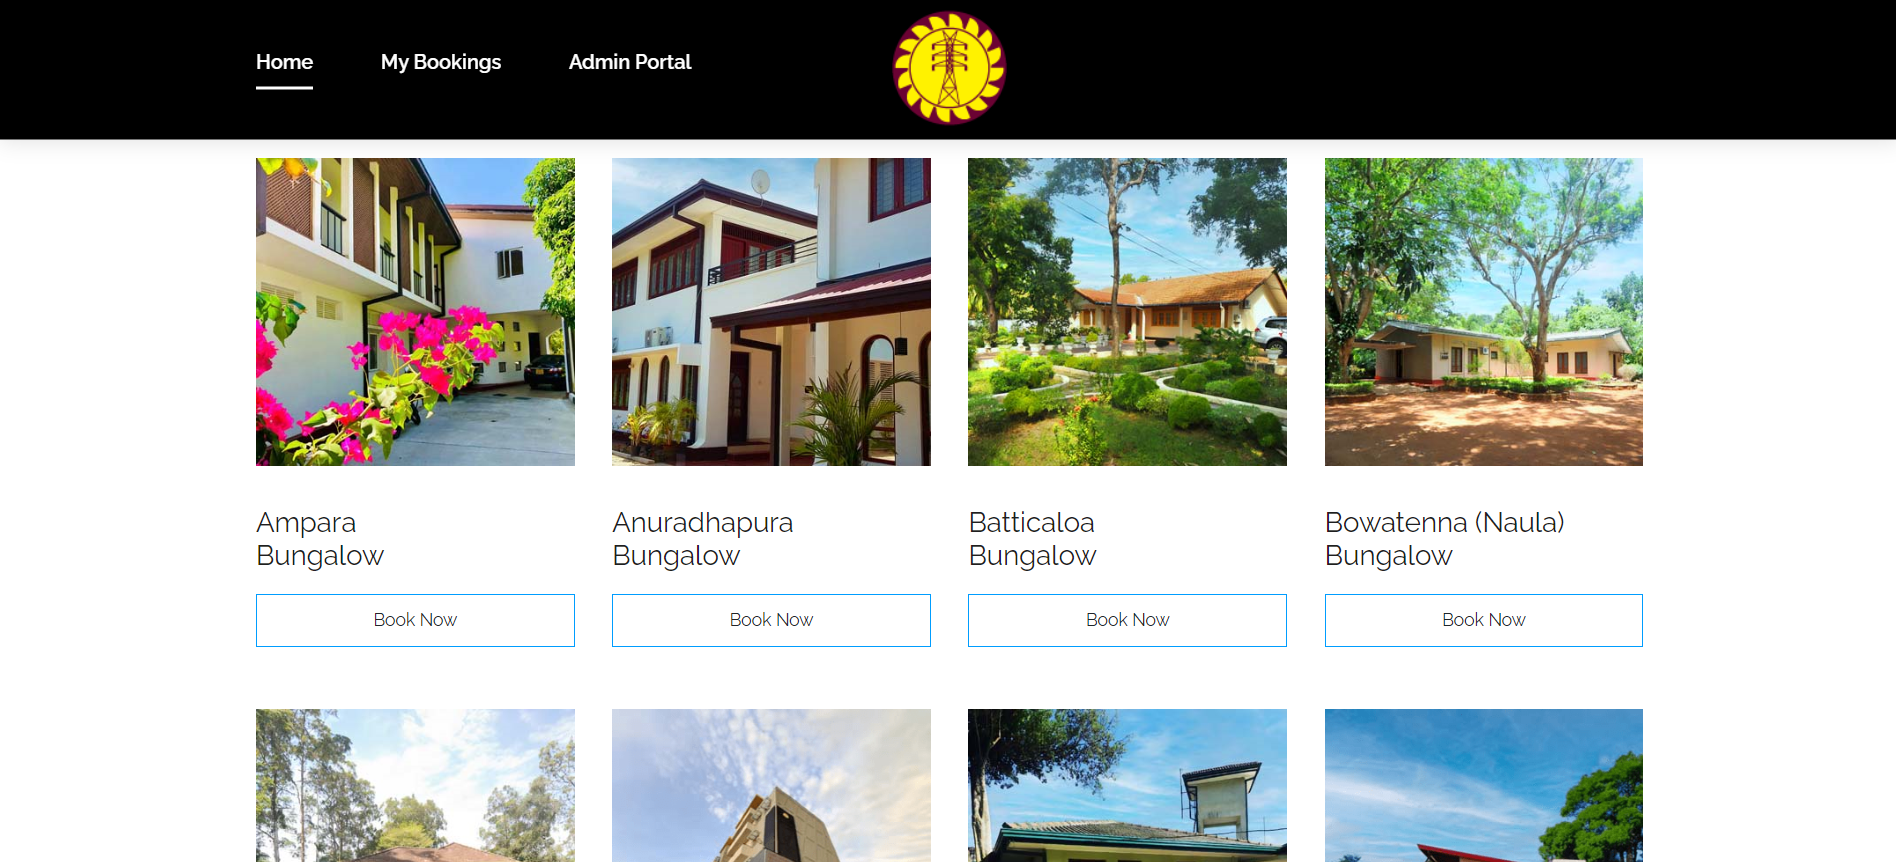 Home My Bookings Admin Portal
Ampara
Bungalow
Anuradhapura
Bungalow
Batticaloa
Bungalow
Bowatenna (Naula)
Bungalow
Book Now
Book Now
Book Now
Book Now